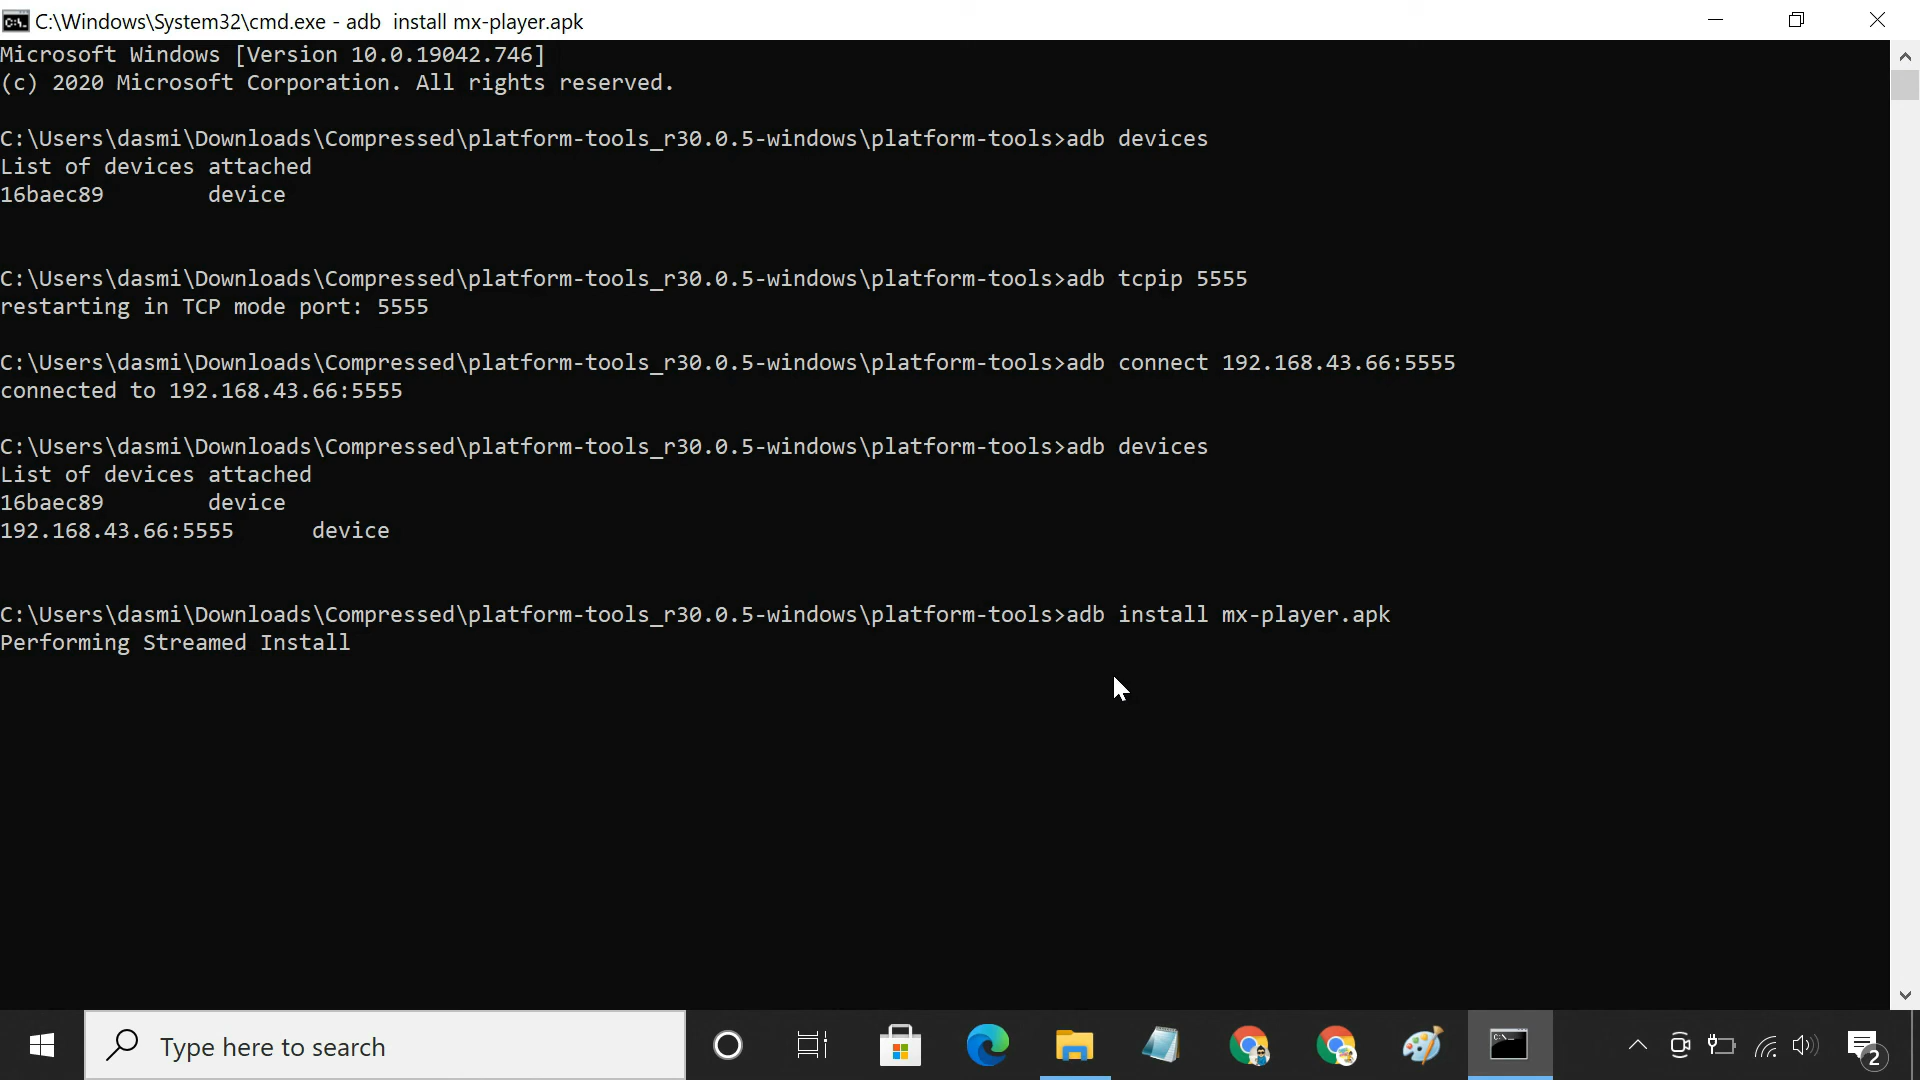 C:\Windows\System32\cmd.exe - adb  install mx-player.apk
Microsoft Windows [Version 10.0.19042.746]
(c) 2020 Microsoft Corporation. All rights reserved.
C:\Users\dasmi\Downloads\Compressed\platform-tools_r30.0.5-windows\platform-tools>adb devices
List of devices attached
16baec89        device
C:\Users\dasmi\Downloads\Compressed\platform-tools_r30.0.5-windows\platform-tools>adb tcpip 5555
restarting in TCP mode port: 5555
C:\Users\dasmi\Downloads\Compressed\platform-tools_r30.0.5-windows\platform-tools>adb connect 192.168.43.66:5555
connected to 192.168.43.66:5555
C:\Users\dasmi\Downloads\Compressed\platform-tools_r30.0.5-windows\platform-tools>adb devices
List of devices attached
16baec89        device
192.168.43.66:5555      device
C:\Users\dasmi\Downloads\Compressed\platform-tools_r30.0.5-windows\platform-tools>adb install mx-player.apk
Performing Streamed Install
Type here to search
2